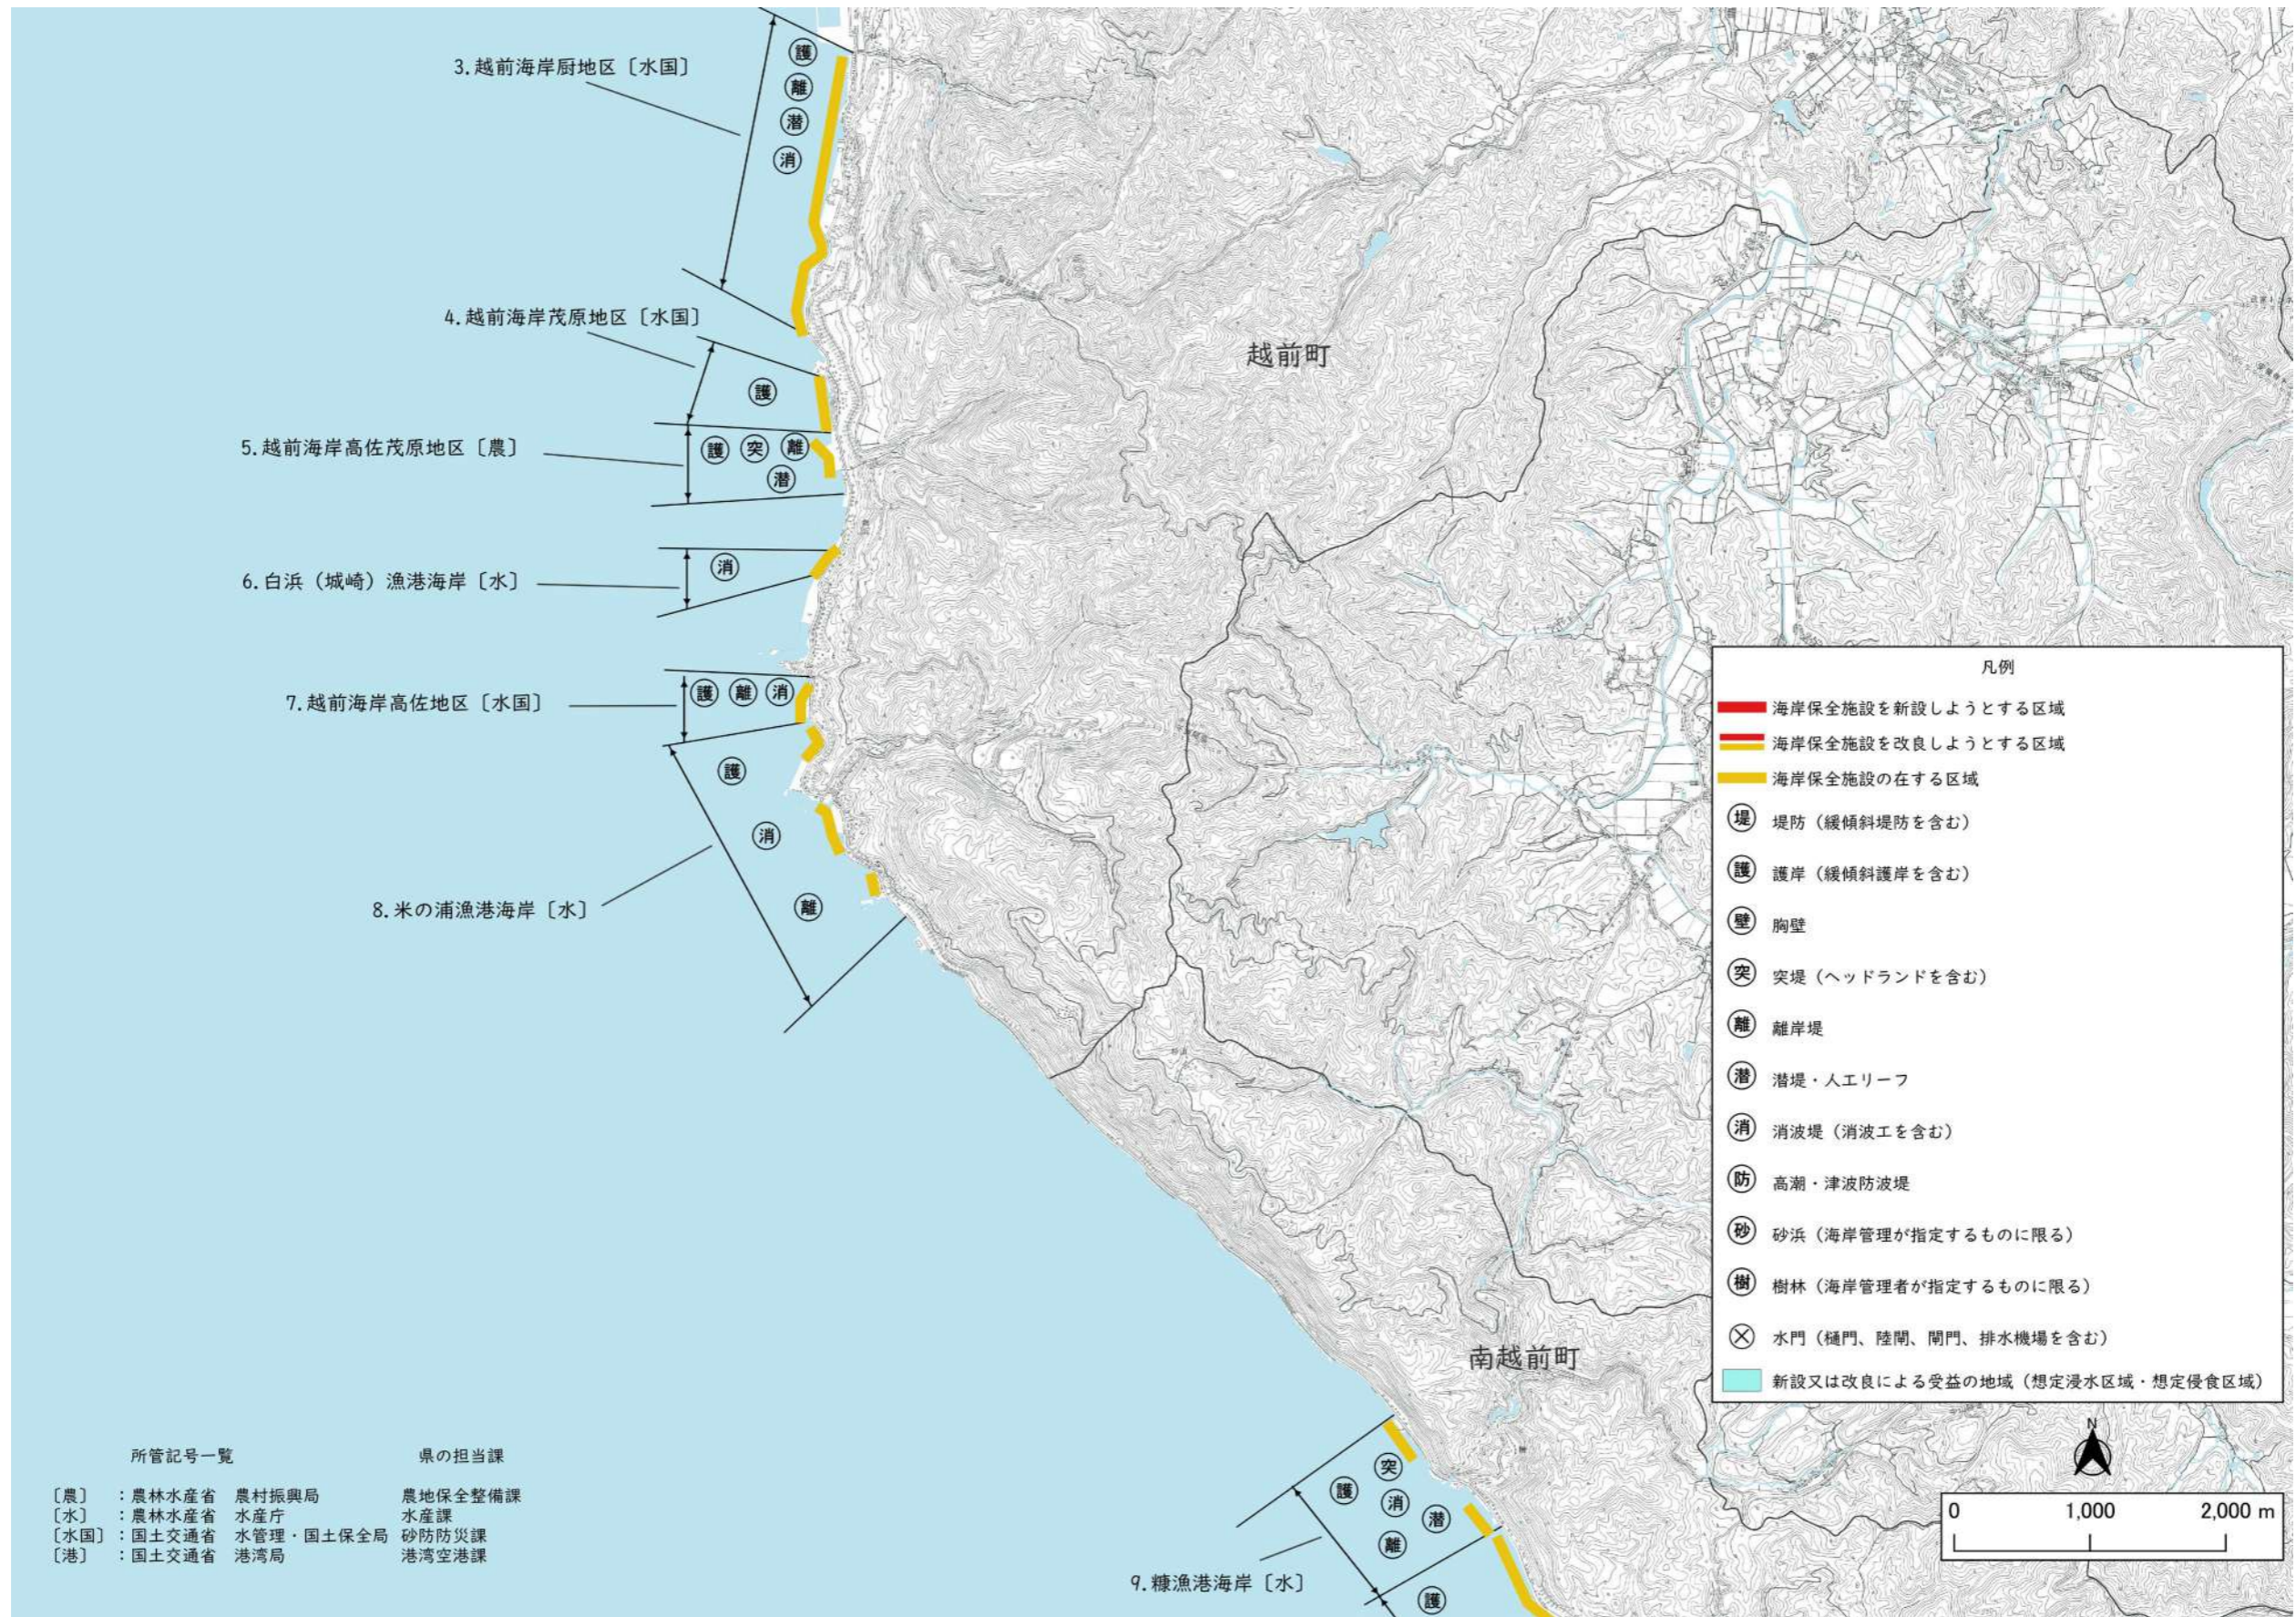 3.越前海岸厨地区〔水国〕
護
離
潜
消
4.越前海岸茂原地区〔水国〕
護
5.越前海岸高佐茂原地区〔農〕
護 突 離
潜
6.白浜（城崎）漁港海岸〔水〕
消
7.越前海岸高佐地区〔水国〕
護 離 消
8.米の浦漁港海岸〔水〕
護
消
離
9.糠漁港海岸〔水〕
突
護
消
潜
離
護
越前町
南越前町
凡例
海岸保全施設を新設しようとする区域
海岸保全施設を改良しようとする区域
海岸保全施設の在する区域
堤 堤防（緩傾斜堤防を含む）
護 護岸（緩傾斜護岸を含む）
壁 胸壁
突 突堤（ヘッドランドを含む）
離 離岸堤
潜 潜堤・人工リーフ
消 消波堤（消波工を含む）
防 高潮・津波防波堤
砂 砂浜（海岸管理が指定するものに限る）
樹 樹林（海岸管理者が指定するものに限る）
水門（樋門、陸閘、閘門、排水機場を含む）
新設又は改良による受益の地域（想定浸水区域・想定侵食区域）
N
0 1,000 2,000 m
所管記号一覧 県の担当課
〔農〕 ：農林水産省 農村振興局 農地保全整備課
〔水〕 ：農林水産省 水産庁 水産課
〔水国〕：国土交通省 水管理・国土保全局 砂防防災課
〔港〕 ：国土交通省 港湾局 港湾空港課